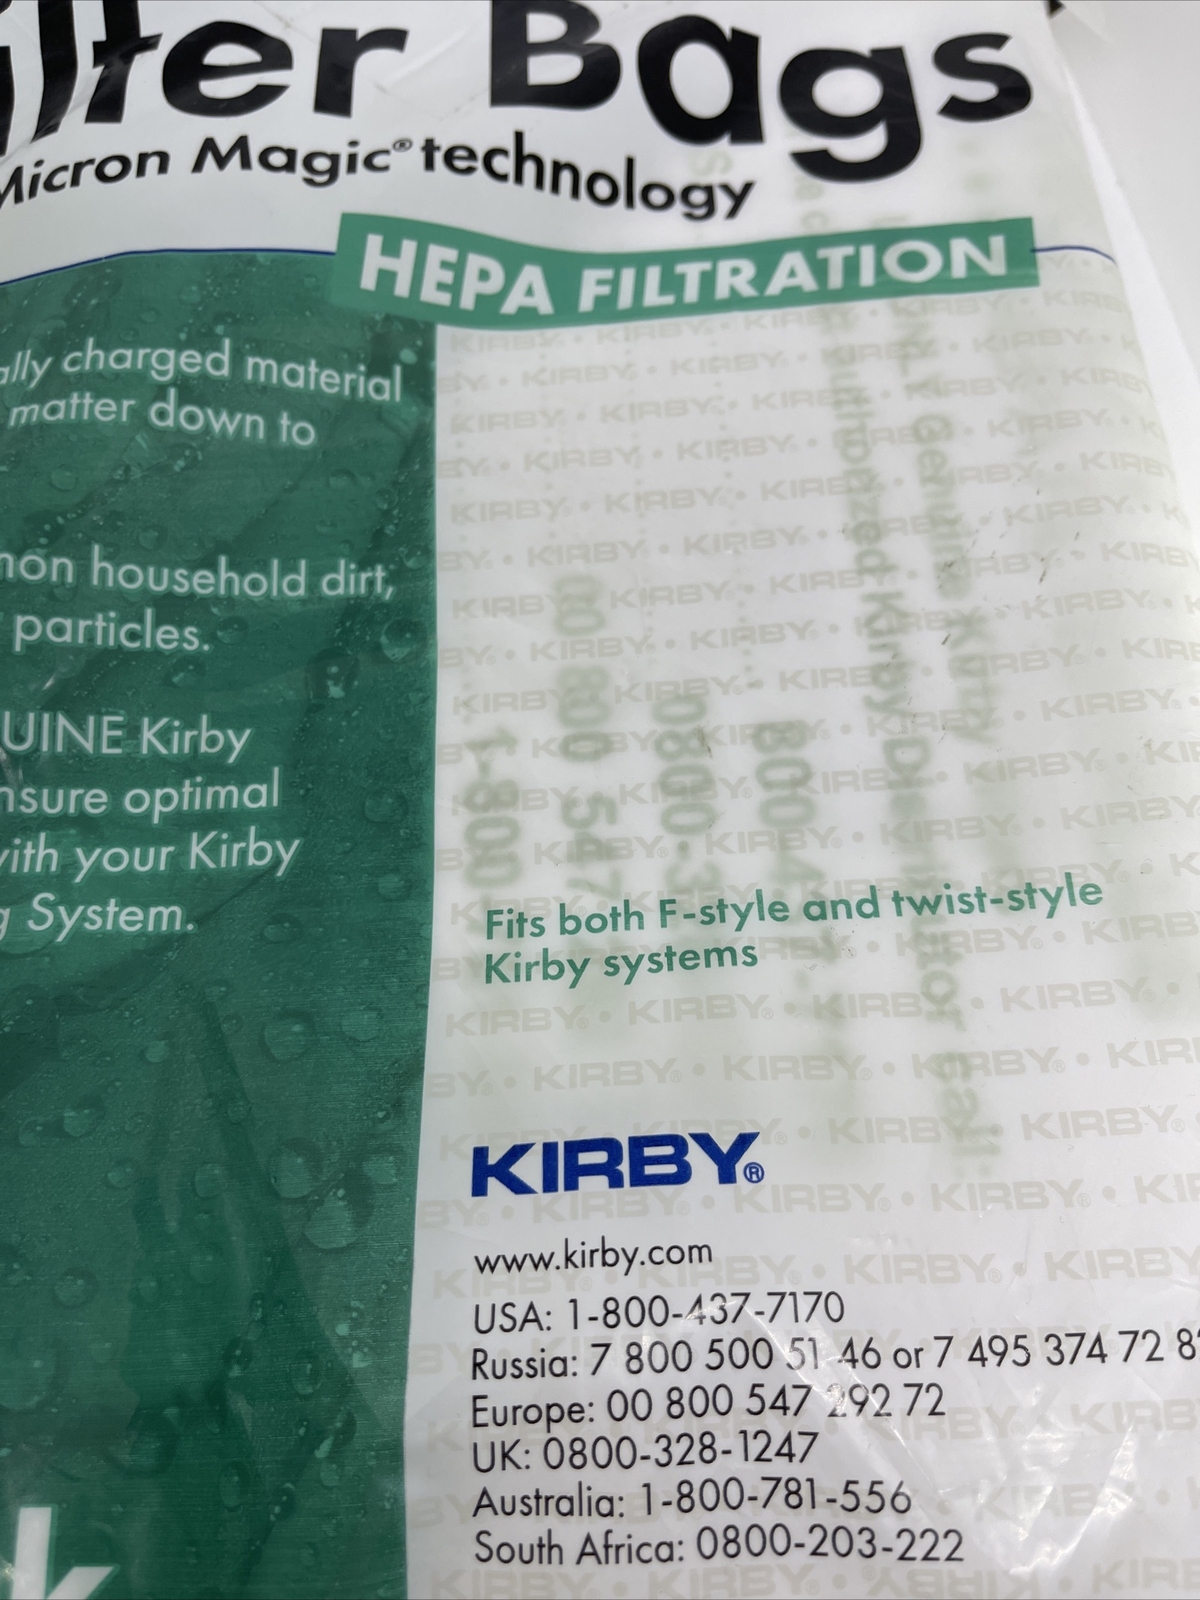 Filter Bags
Micron Magic® technology
HEPA FILTRATION
ally charged material
matter down to
mon household dirt,
particles.
UINE Kirby
nsure optimal
with your Kirby
g System.
Fits both F-style and twist-style
Kirby systems
KIRBY®
www.kirby.com
USA: 1-800-437-7170
Russia: 7 800 500 51 46 or 7 495 374 72 8
Europe: 00 800 547 292 72
UK: 0800-328-1247
Australia: 1-800-781-556
South Africa: 0800-203-222
k